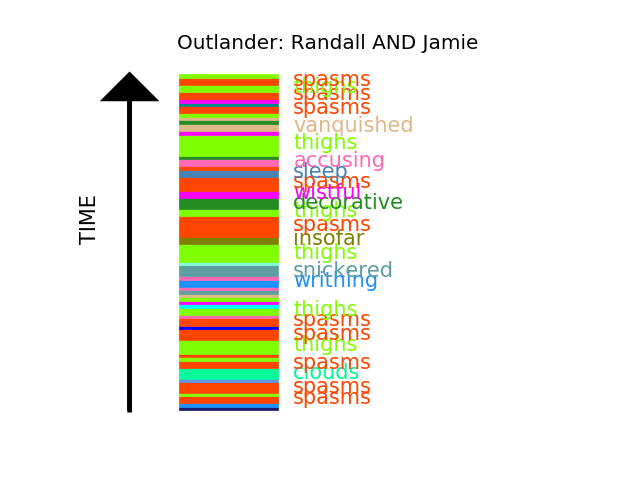 Outlander: Randall AND Jamie
TIME
spasms
thighs
spasms
spasms
vanquished
thighs
accusing
sleep
spasms
wistful
decorative
thighs
spasms
insofar
thighs
snickered
writhing
thighs
spasms
spasms
thighs
spasms
clouds
spasms
spasms